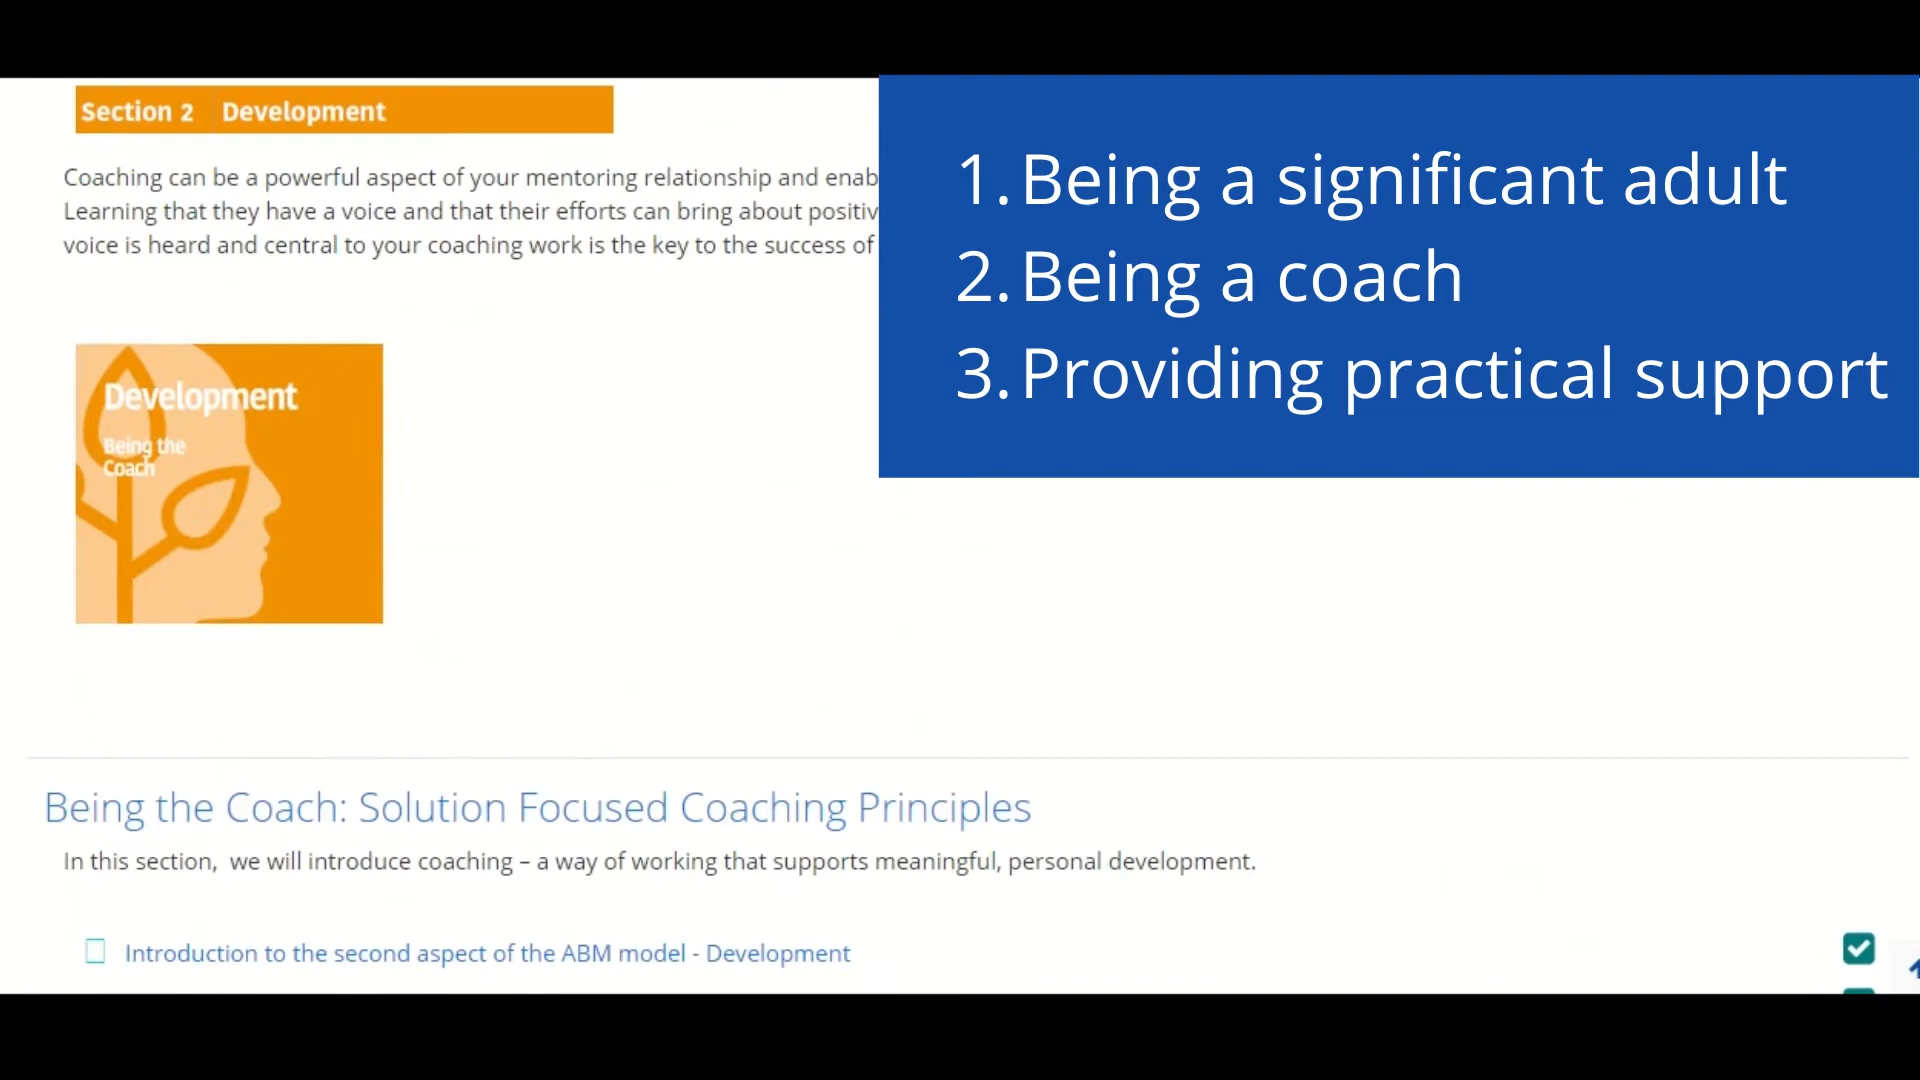 Section 2 Development
Coaching can be a powerful aspect of your mentoring relationship and enab
Learning that they have a voice and that their efforts can bring about positiv
voice is heard and central to your coaching work is the key to the success of
1. Being a significant adult
2. Being a coach
3. Providing practical support
Development
Being the
Coach
Being the Coach: Solution Focused Coaching Principles
In this section, we will introduce coaching – a way of working that supports meaningful, personal development.
Introduction to the second aspect of the ABM model - Development